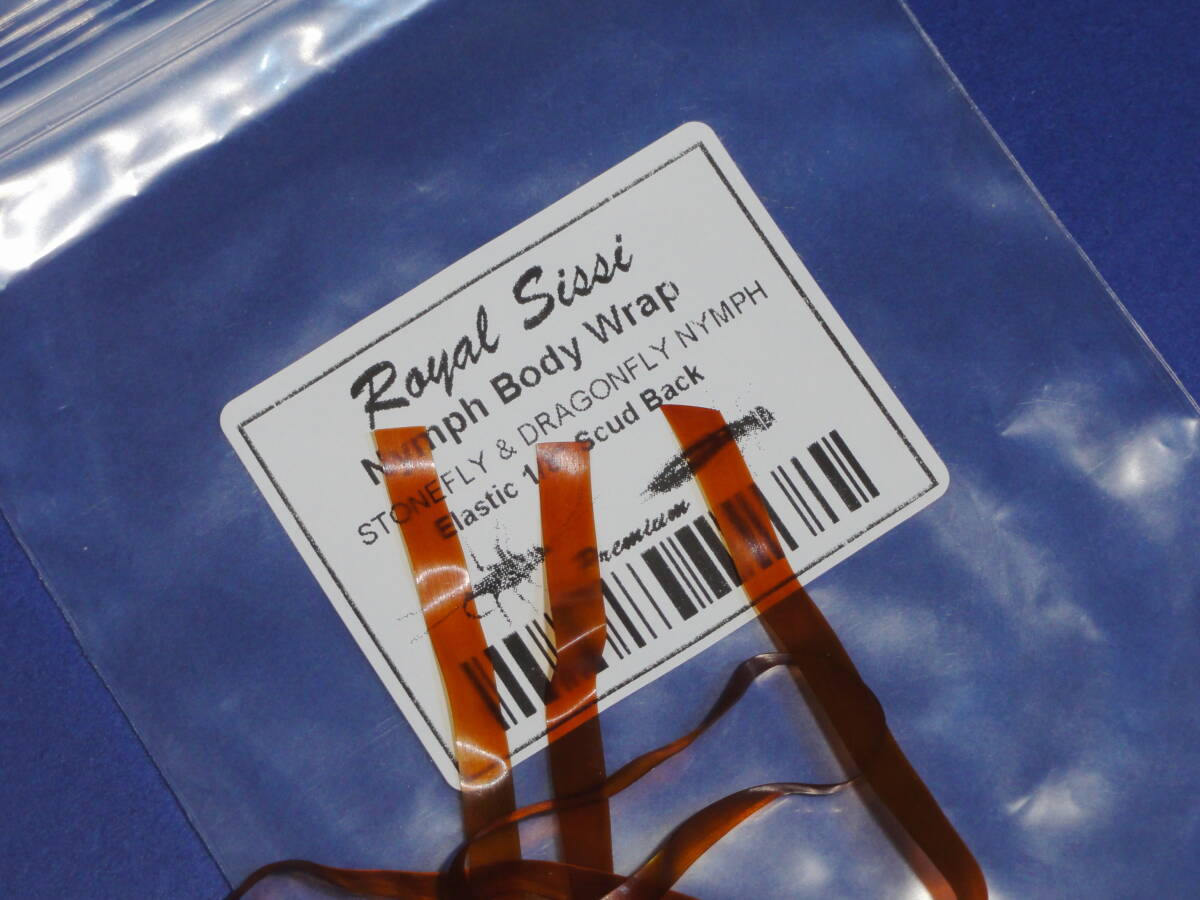 Royal Sissi
Nymph Body Wrap
STONEFLY & DRAGONFLY NYMPH
Elastic Scud Back
Premium